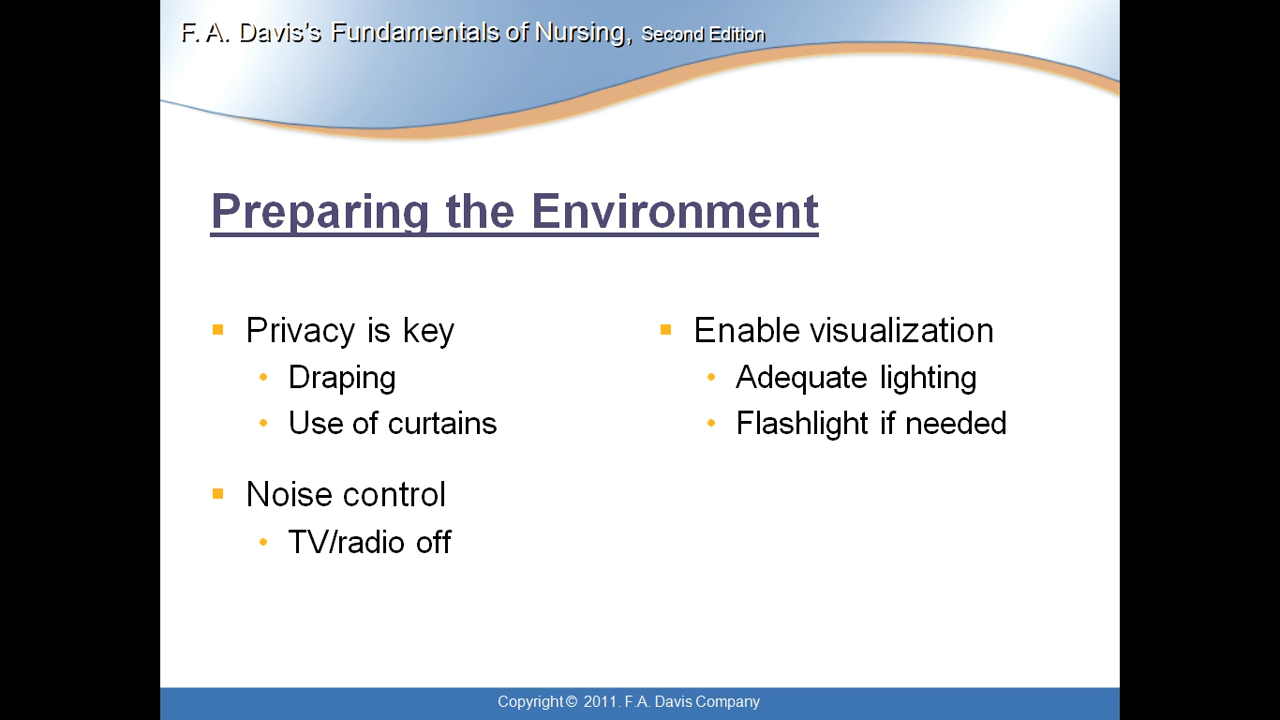 F. A. Davis's Fundamentals of Nursing, Second Edition
Preparing the Environment
Privacy is key
Draping
Use of curtains
Noise control
TV/radio off
Enable visualization
Adequate lighting
Flashlight if needed
Copyright © 2011. F.A. Davis Company